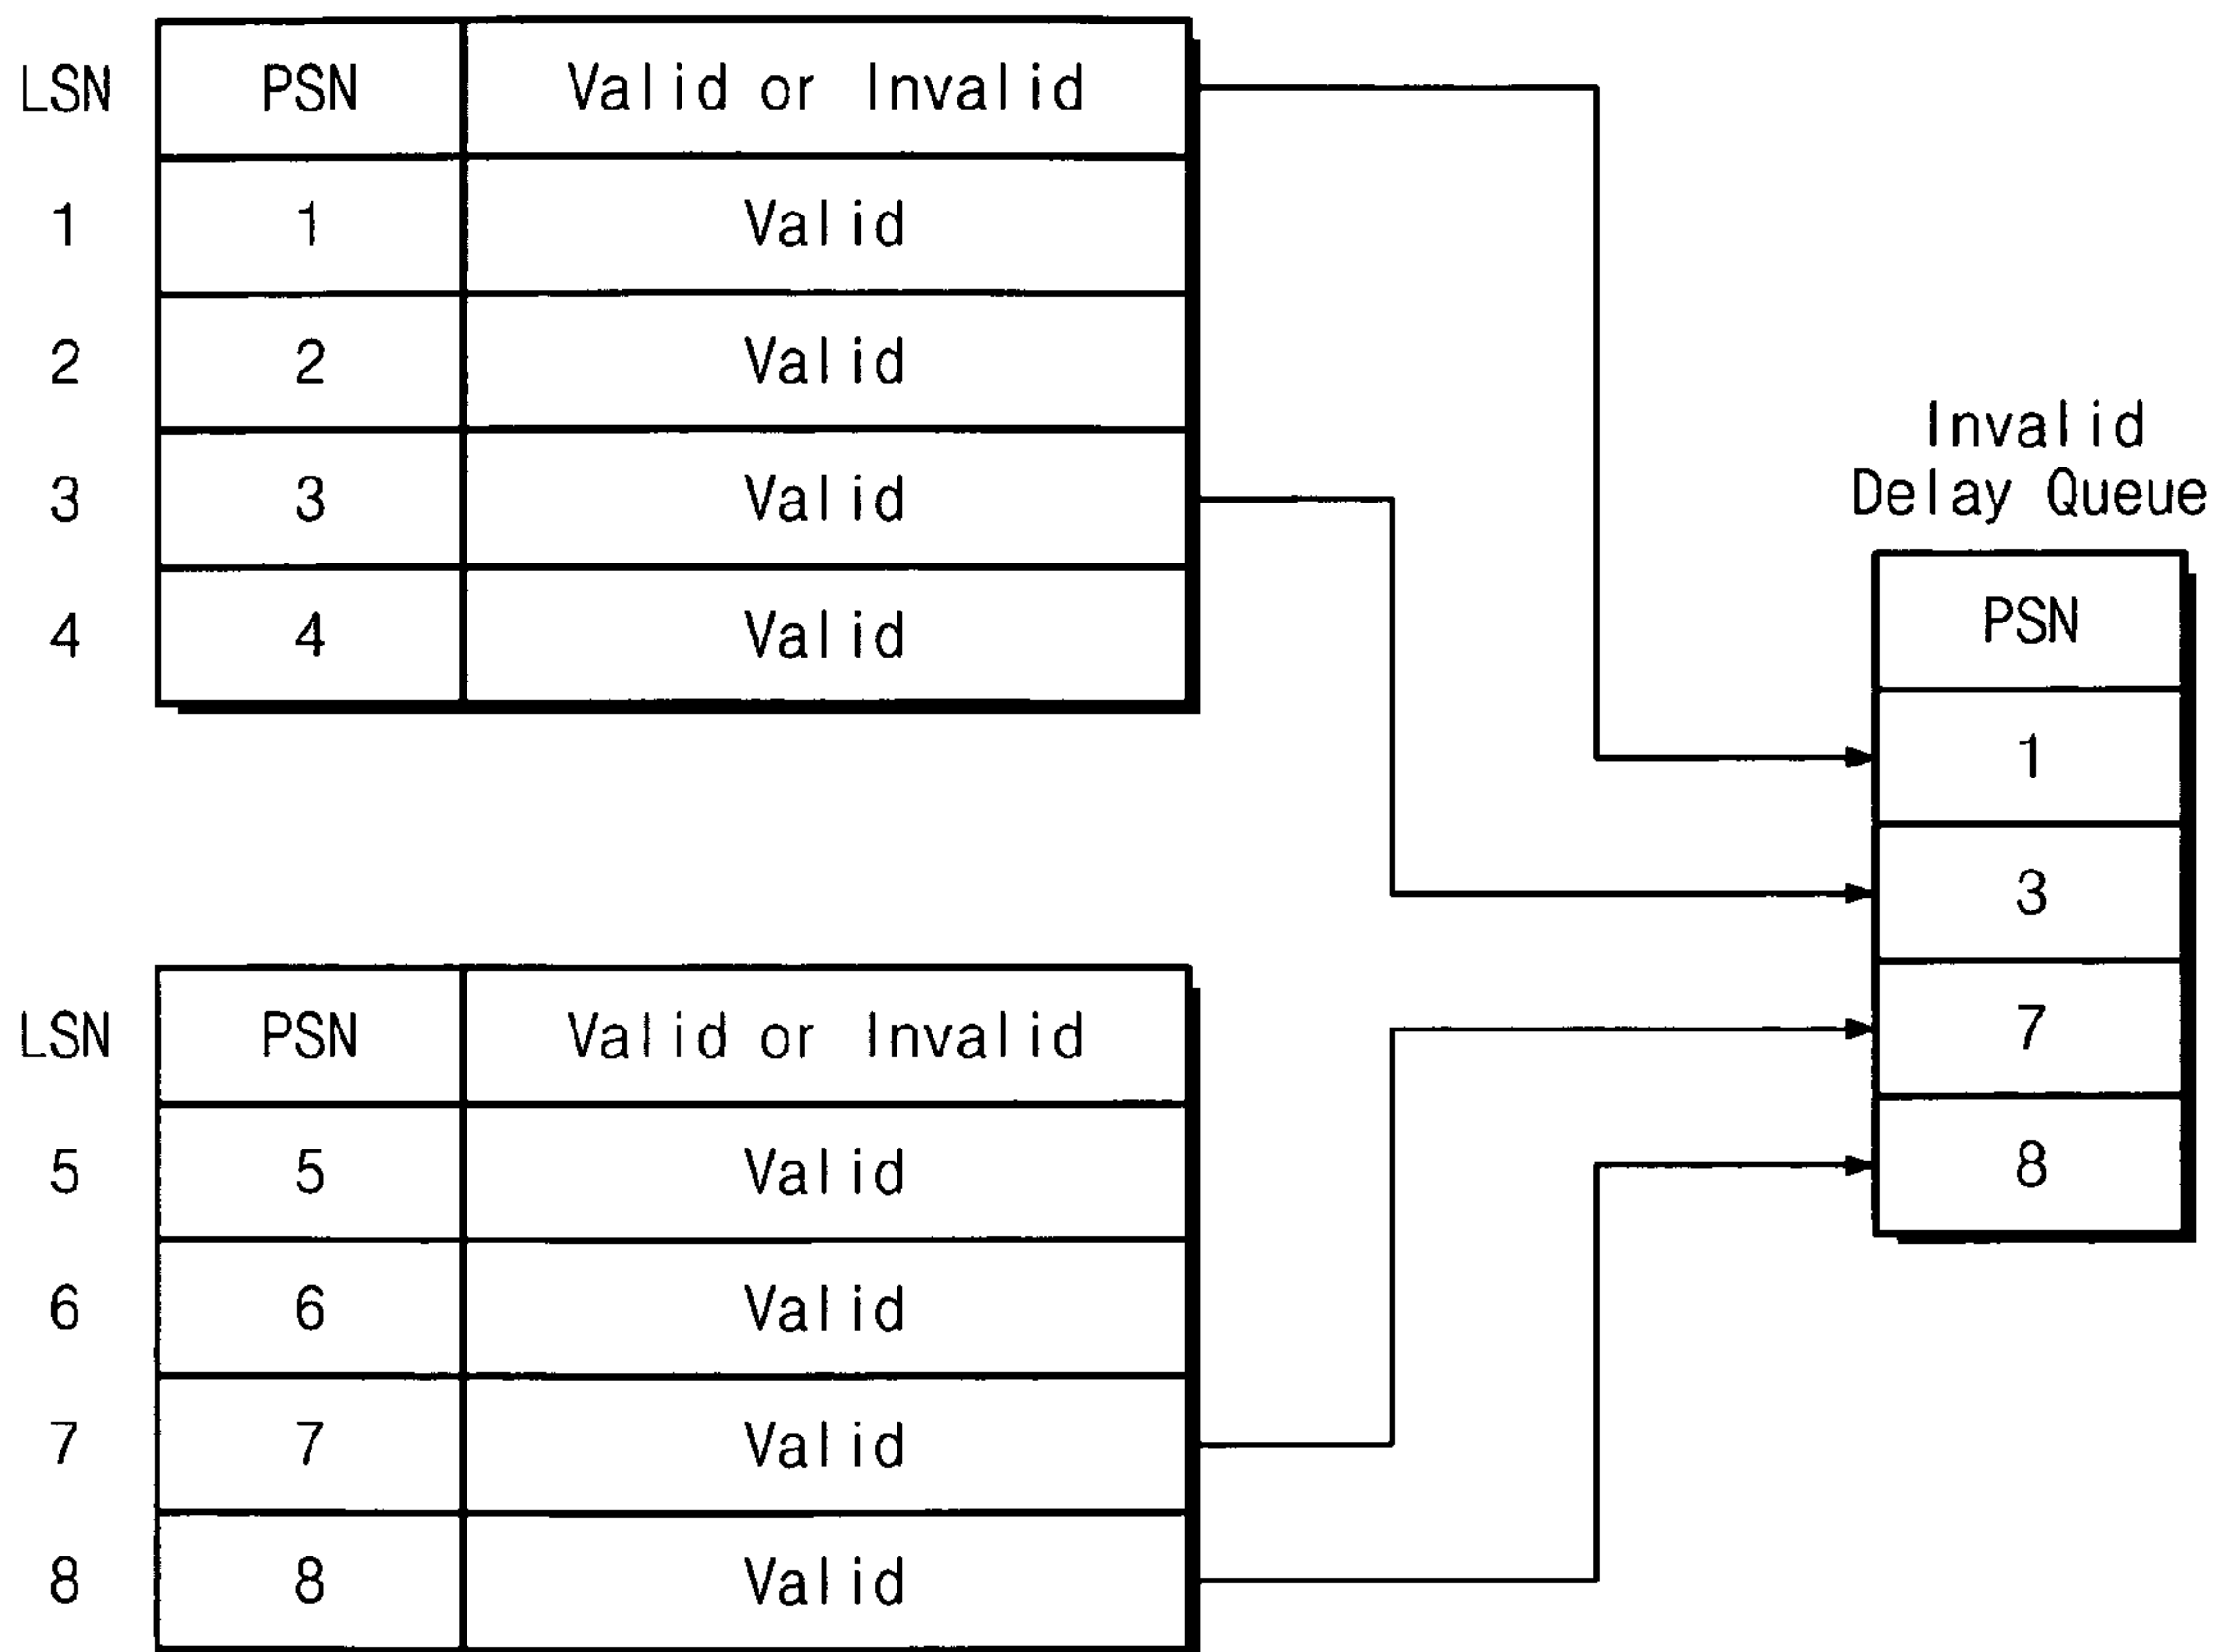 LSN PSN Valid or Invalid
1 1 Valid
2 2 Valid
3 3 Valid
4 4 Valid
Invalid
Delay Queue
PSN
1
3
7
8
LSN PSN Valid or Invalid
5 5 Valid
6 6 Valid
7 7 Valid
8 8 Valid